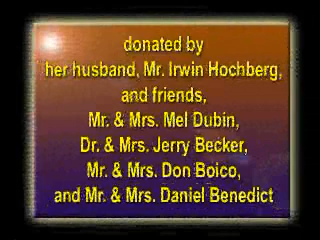 donated by
her husband, Mr. Irwin Hochberg,
and friends,
Mr. & Mrs. Mel Dubin,
Dr. & Mrs. Jerry Becker,
Mr. & Mrs. Don Boico,
and Mr. & Mrs. Daniel Benedict